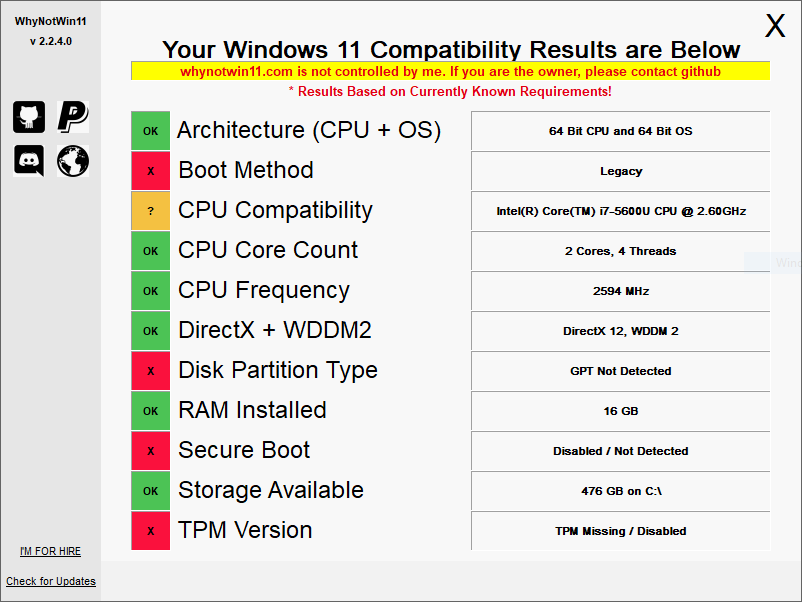 WhyNotWin11
v 2.2.4.0
X
Your Windows 11 Compatibility Results are Below
whynotwin11.com is not controlled by me. If you are the owner, please contact github
* Results Based on Currently Known Requirements!
OK Architecture (CPU + OS) 64 Bit CPU and 64 Bit OS
X Boot Method Legacy
? CPU Compatibility Intel(R) Core(TM) i7-5600U CPU @ 2.60GHz
OK CPU Core Count 2 Cores, 4 Threads
OK CPU Frequency 2594 MHz
OK DirectX + WDDM2 DirectX 12, WDDM 2
X Disk Partition Type GPT Not Detected
OK RAM Installed 16 GB
X Secure Boot Disabled / Not Detected
OK Storage Available 476 GB on C:\
X TPM Version TPM Missing / Disabled
I'M FOR HIRE
Check for Updates